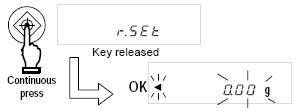 r.SEt
Key released
Continuous
press
OK
0.00 g